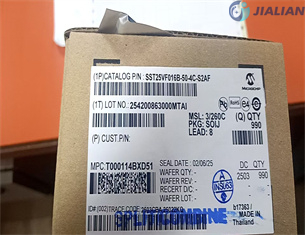 JIALIAN
(1P)CATALOG P/N: SST25VF016B-50-4C-S2AF
(1T) LOT NO: 254200863000MTAI
MICROCHIP
MSL: 3/260C (Q) QTY
PKG: SOIJ 990
LEAD: 8
(P) CUST.P/N:
SEAL DATE: 02/06/25 DC QTY
MPC:T000114BXD51 WAFER QTY: 2503 990
WAFER REV:
RECERT D/C: -
WAFER LOT: -
b17363 /
MADE IN
Thailand